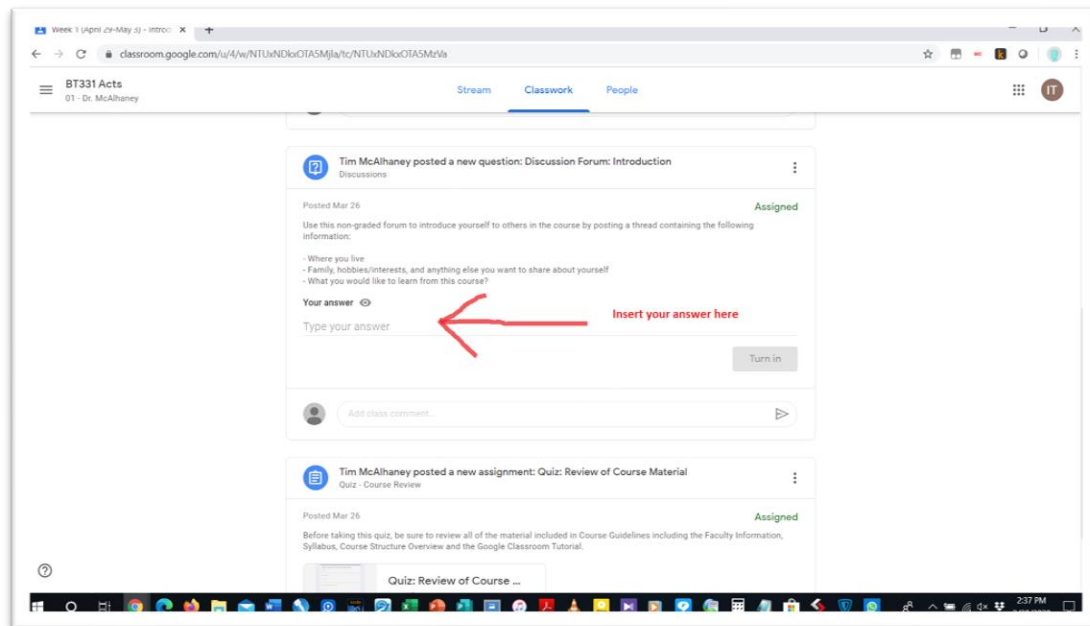 Week 1 (April 29-May 3) - Introd
classroom.google.com/u/4/w/NTUxNDkxOTA5Mjla/tc/NTUxNDkxOTA5MzVa
BT331 Acts
01 - Dr. McAlhaney
Stream Classwork People
IT
Tim McAlhaney posted a new question: Discussion Forum: Introduction
Discussions
Posted Mar 26
Assigned
Use this non-graded forum to introduce yourself to others in the course by posting a thread containing the following
information:
- Where you live
- Family, hobbies/interests, and anything else you want to share about yourself
- What you would like to learn from this course?
Your answer
Insert your answer here
Type your answer
Turn in
Add class comment...
Tim McAlhaney posted a new assignment: Quiz: Review of Course Material
Quiz - Course Review
Posted Mar 26
Assigned
Before taking this quiz, be sure to review all of the material included in Course Guidelines including the Faculty Information,
Syllabus, Course Structure Overview and the Google Classroom Tutorial.
Quiz: Review of Course ...
2:37 PM